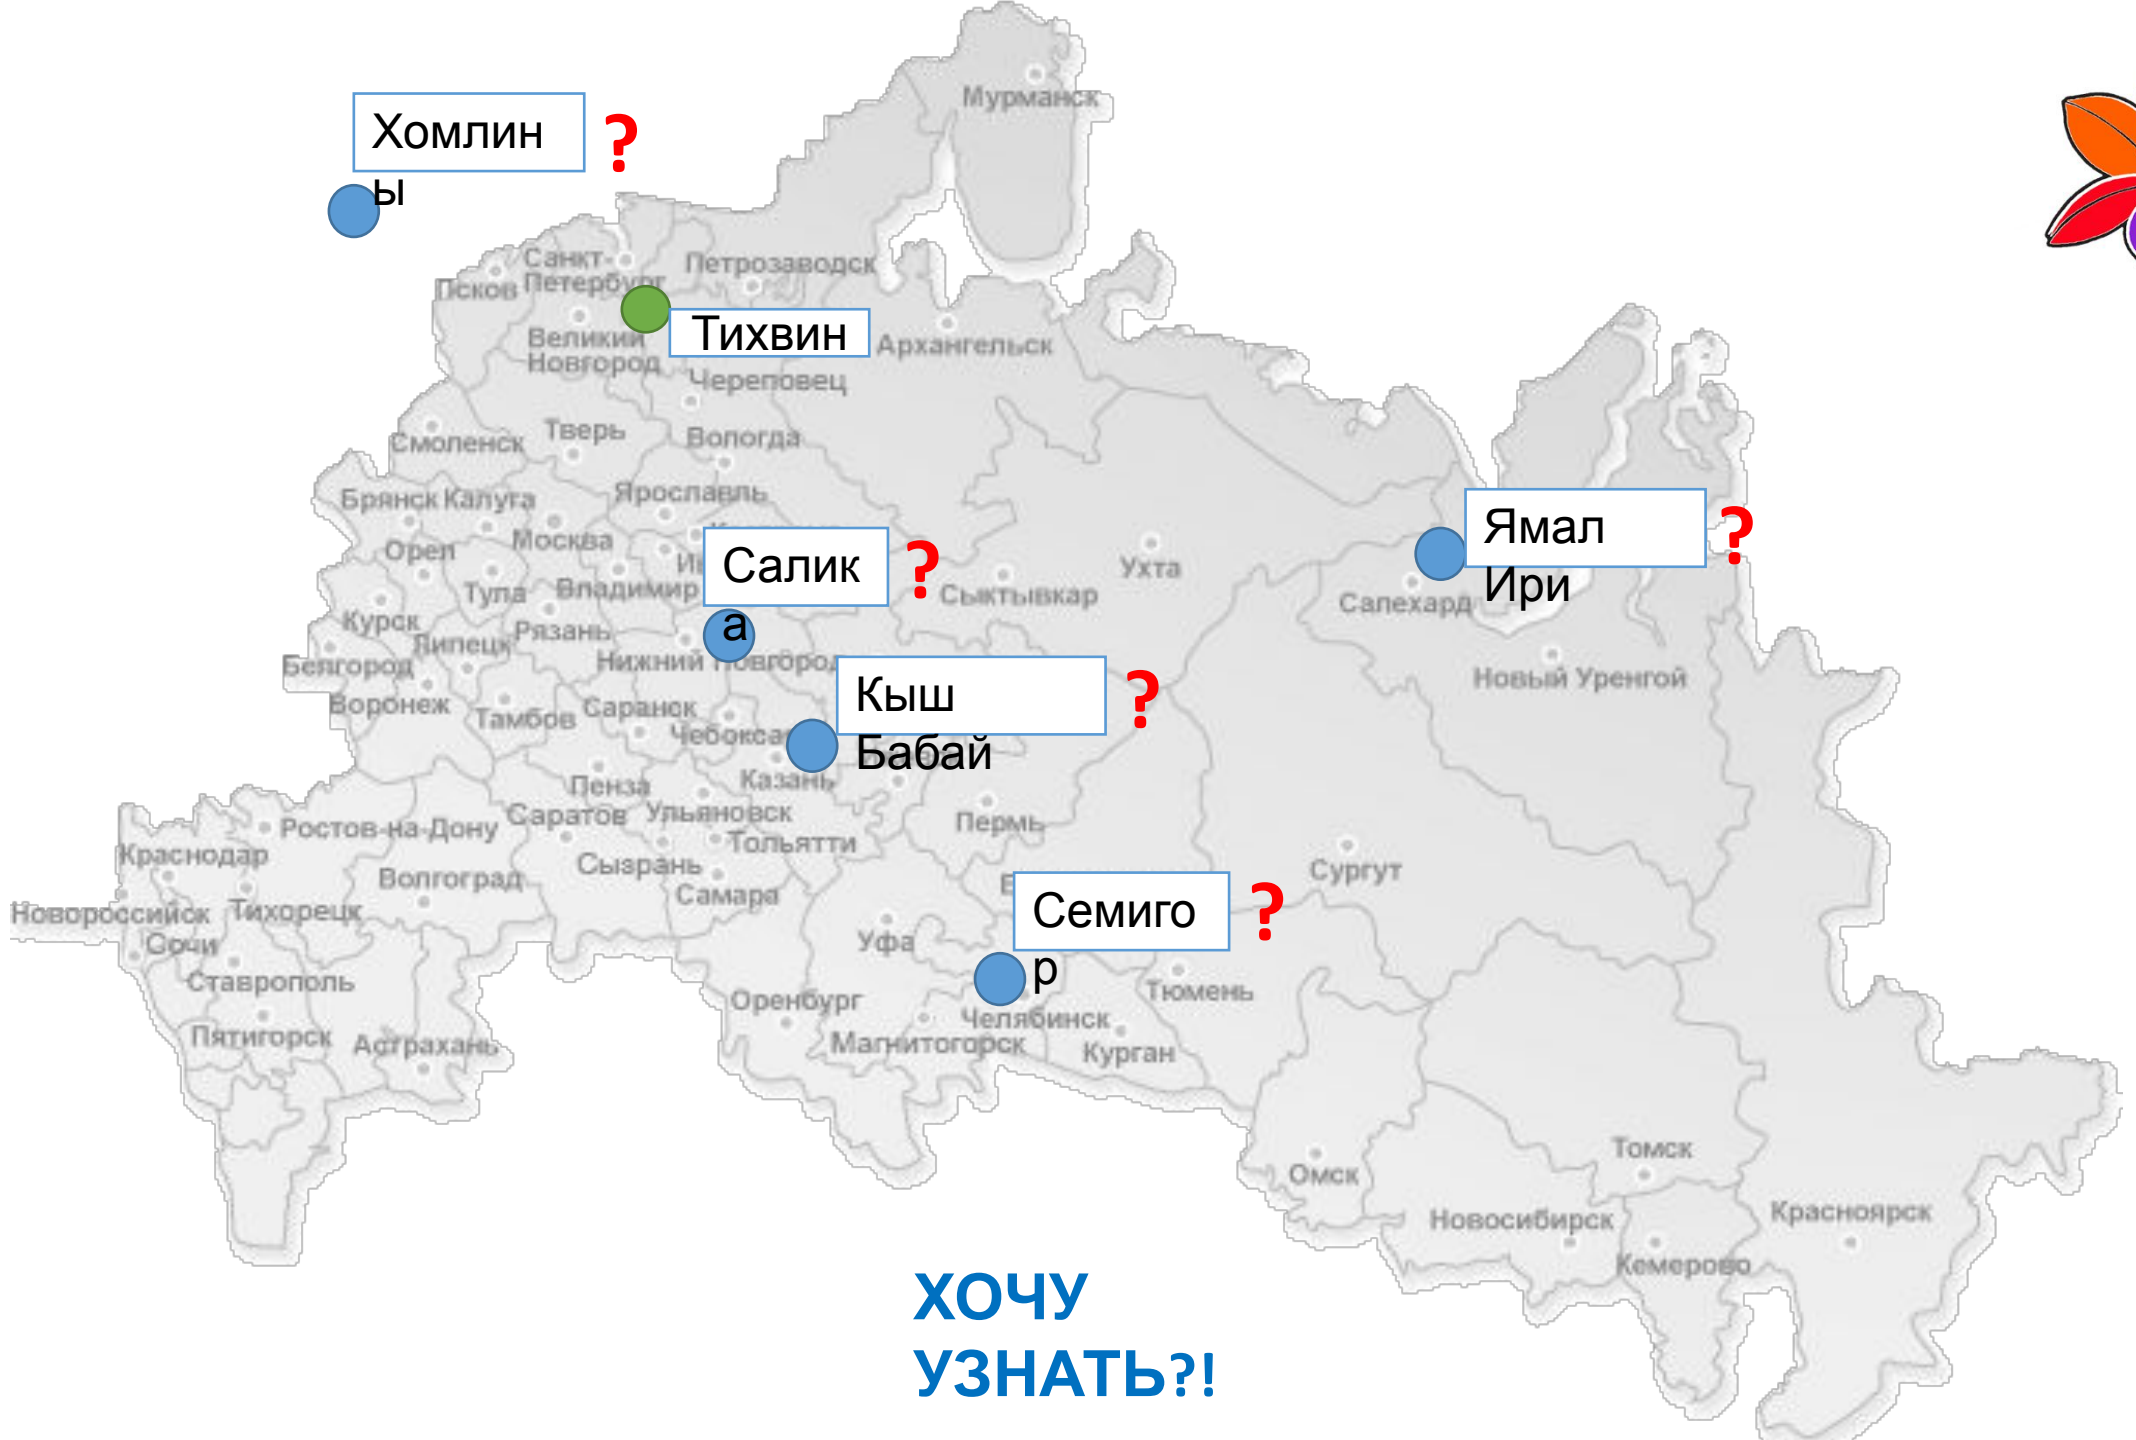 Мурманск
Хомлин
ы
?
Санкт-
Петербург
Псков
Петрозаводск
Великий
Новгород
Тихвин
Архангельск
Череповец
Смоленск
Тверь
Вологда
Брянск
Калуга
Ярославль
Москва
Орел
Тула
Владимир
Салик
а
?
Сыктывкар
Ухта
Ямал
Ири
?
Салехард
Новый Уренгой
Курск
Липецк
Рязань
Белгород
Нижний Новгород
Воронеж
Тамбов
Саранск
Кыш
Бабай
?
Казань
Пенза
Саратов
Ульяновск
Тольятти
Пермь
Ростов-на-Дону
Краснодар
Волгоград
Сызрань
Самара
Сургут
Новороссийск
Тихорецк
Сочи
Семиго
р
?
Уфа
Ставрополь
Оренбург
Тюмень
Челябинск
Пятигорск
Астрахань
Магнитогорск
Курган
Томск
Омск
Новосибирск
Красноярск
Кемерово
ХОЧУ
УЗНАТЬ?!